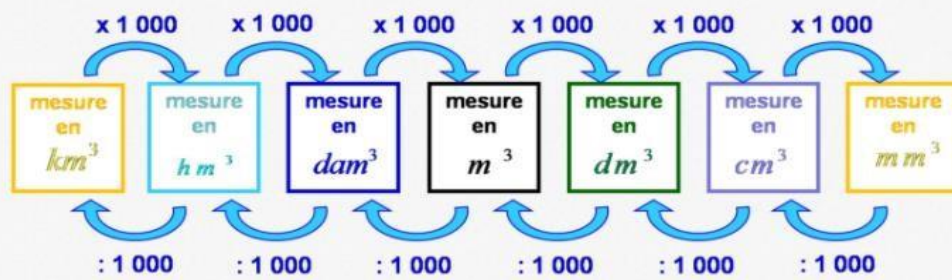 x 1 000 x 1 000 x 1 000 x 1 000 x 1 000 x 1 000
mesure mesure mesure mesure mesure mesure mesure
en en en en en en en
km³ hm³ dam³ m³ dm³ cm³ mm³
: 1 000 : 1 000 : 1 000 : 1 000 : 1 000 : 1 000